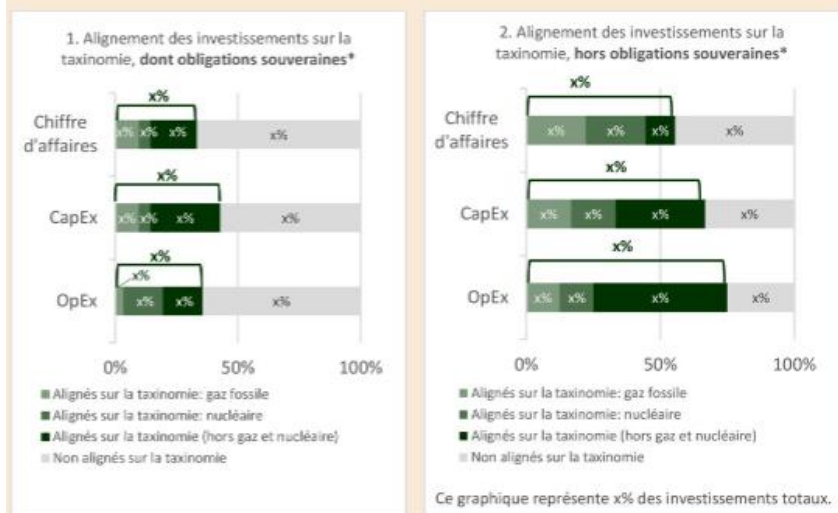 1. Alignement des investissements sur la
taxinomie, dont obligations souveraines*
x%
Chiffre
d'affaires
x% x% x% x%
x%
CapEx
x% x% x% x%
x%
x%
OpEx
x% x% x%
0% 50% 100%
Alignés sur la taxinomie: gaz fossile
Alignés sur la taxinomie: nucléaire
Alignés sur la taxinomie (hors gaz et nucléaire)
Non alignés sur la taxinomie
2. Alignement des investissements sur la
taxinomie, hors obligations souveraines*
x%
Chiffre
d'affaires
x% x% x% x%
x%
CapEx
x% x% x% x%
x%
OpEx
x% x% x% x%
0% 50% 100%
Alignés sur la taxinomie: gaz fossile
Alignés sur la taxinomie: nucléaire
Alignés sur la taxinomie (hors gaz et nucléaire)
Non alignés sur la taxinomie
Ce graphique représente x% des investissements totaux.